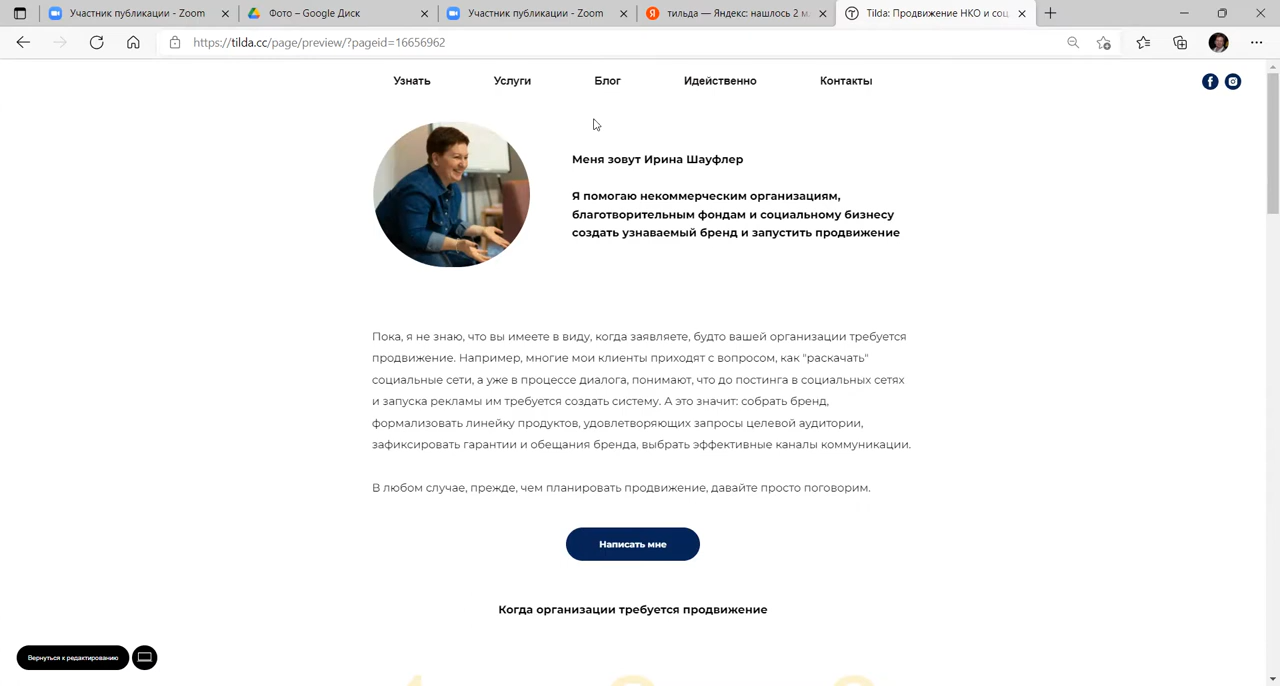 Участник публикации - Zoom
Фото – Google Диск
Участник публикации - Zoom
тильда — Яндекс: нашлось 2 м
Tilda: Продвижение НКО и соц
https://tilda.cc/page/preview/?pageid=16656962
Узнать
Услуги
Блог
Идейственно
Контакты
Меня зовут Ирина Шауфлер
Я помогаю некоммерческим организациям,
благотворительным фондам и социальному бизнесу
создать узнаваемый бренд и запустить продвижение
Пока, я не знаю, что вы имеете в виду, когда заявляете, будто вашей организации требуется
продвижение. Например, многие мои клиенты приходят с вопросом, как "раскачать"
социальные сети, а уже в процессе диалога, понимают, что до постинга в социальных сетях
и запуска рекламы им требуется создать систему. А это значит: собрать бренд,
формализовать линейку продуктов, удовлетворяющих запросы целевой аудитории,
зафиксировать гарантии и обещания бренда, выбрать эффективные каналы коммуникации.
В любом случае, прежде, чем планировать продвижение, давайте просто поговорим.
Написать мне
Когда организации требуется продвижение
Вернуться к редактированию